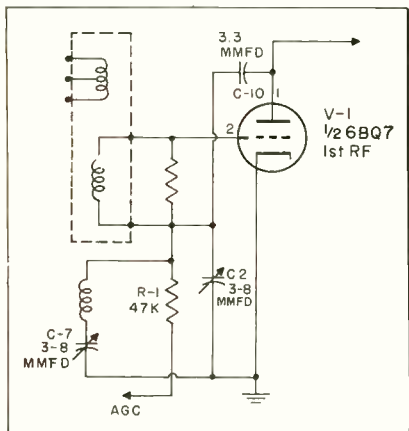 3.3
MMFD
C-10
1
2
V-1
1/2 6BQ7
1st RF
R-1
47K
C2
3-8
MMFD
C-7
3-8
MMFD
AGC